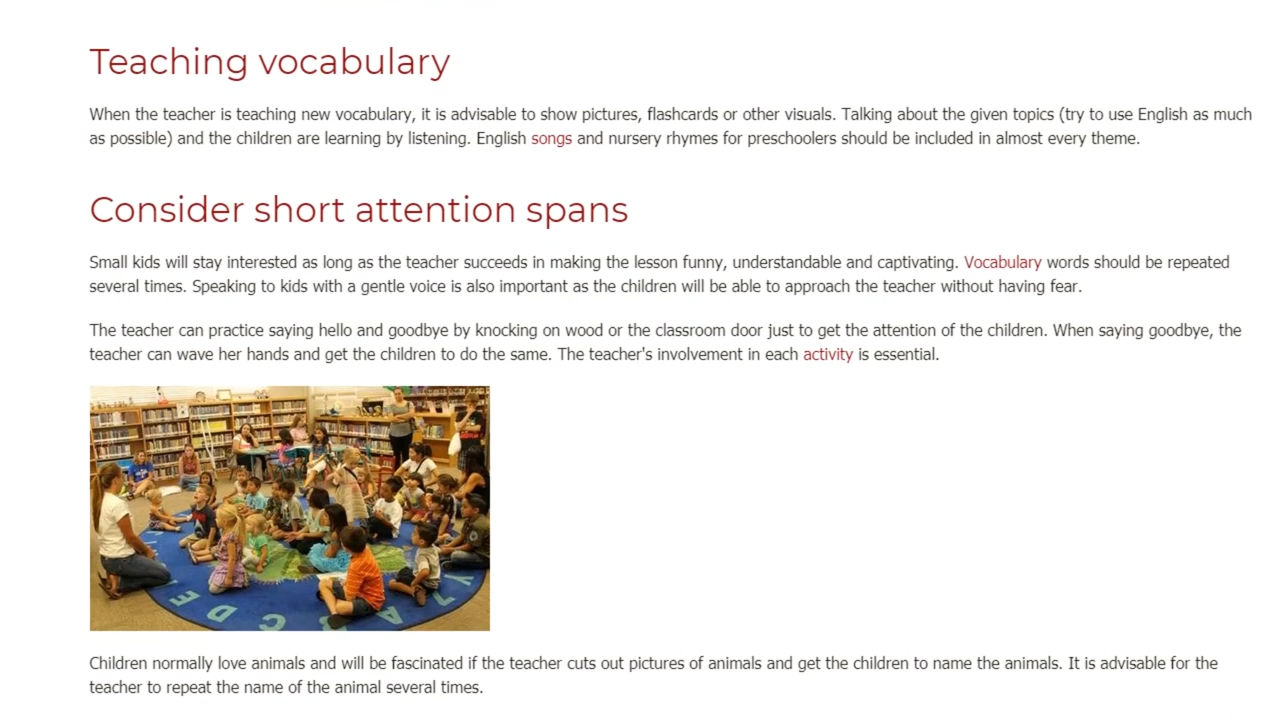 Teaching vocabulary
When the teacher is teaching new vocabulary, it is advisable to show pictures, flashcards or other visuals. Talking about the given topics (try to use English as much
as possible) and the children are learning by listening. English songs and nursery rhymes for preschoolers should be included in almost every theme.
Consider short attention spans
Small kids will stay interested as long as the teacher succeeds in making the lesson funny, understandable and captivating. Vocabulary words should be repeated
several times. Speaking to kids with a gentle voice is also important as the children will be able to approach the teacher without having fear.
The teacher can practice saying hello and goodbye by knocking on wood or the classroom door just to get the attention of the children. When saying goodbye, the
teacher can wave her hands and get the children to do the same. The teacher's involvement in each activity is essential.
Y Z A B C D E
Children normally love animals and will be fascinated if the teacher cuts out pictures of animals and get the children to name the animals. It is advisable for the
teacher to repeat the name of the animal several times.